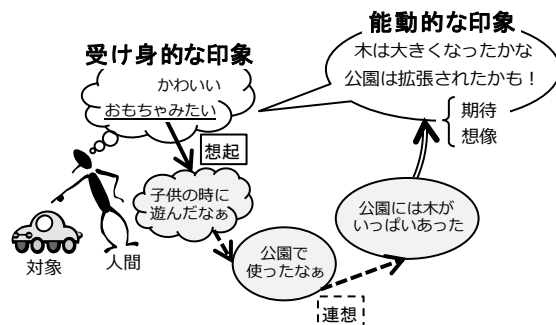 受け身的な印象
かわいい
おもちゃみたい
想起
子供の時に
遊んだなぁ
公園で
使ったなぁ
連想
公園には木が
いっぱいあった
能動的な印象
木は大きくなったかな
公園は拡張されたかも！
期待
想像
対象
人間